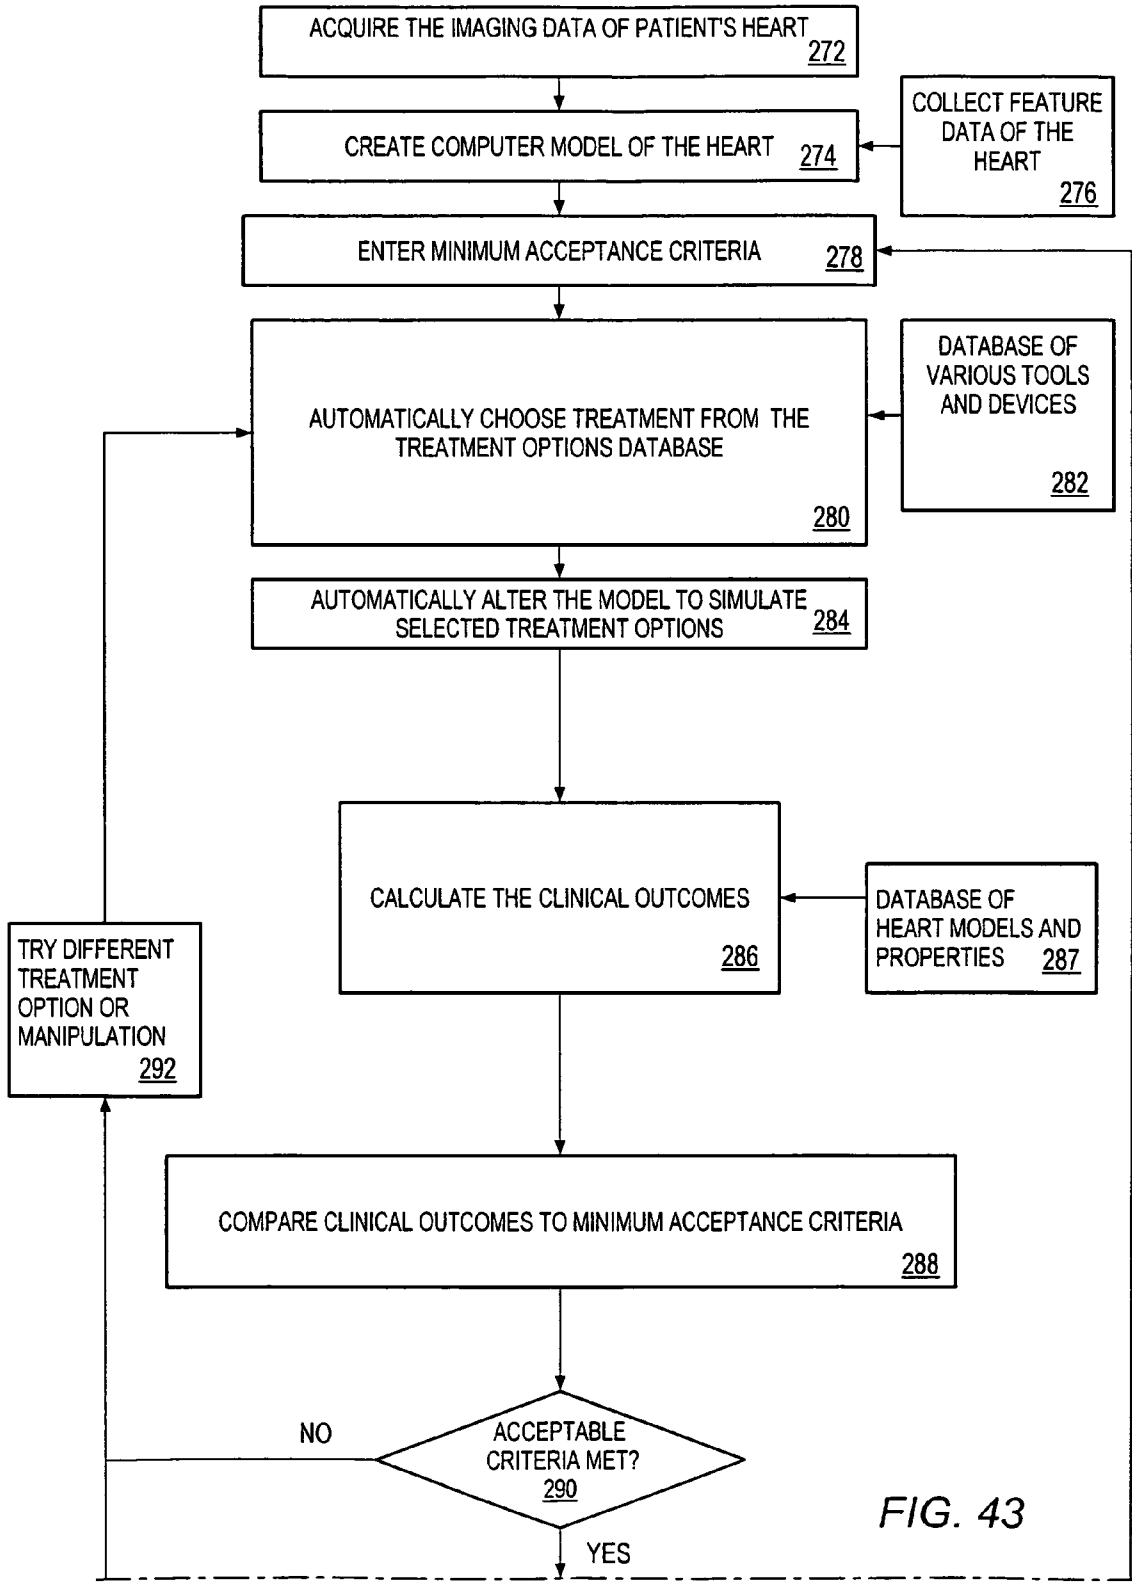 ACQUIRE THE IMAGING DATA OF PATIENT'S HEART
272
CREATE COMPUTER MODEL OF THE HEART
274
COLLECT FEATURE
DATA OF THE
HEART
276
ENTER MINIMUM ACCEPTANCE CRITERIA
278
AUTOMATICALLY CHOOSE TREATMENT FROM THE
TREATMENT OPTIONS DATABASE
280
DATABASE OF
VARIOUS TOOLS
AND DEVICES
282
AUTOMATICALLY ALTER THE MODEL TO SIMULATE
SELECTED TREATMENT OPTIONS
284
CALCULATE THE CLINICAL OUTCOMES
286
DATABASE OF
HEART MODELS AND
PROPERTIES 287
TRY DIFFERENT
TREATMENT
OPTION OR
MANIPULATION
292
COMPARE CLINICAL OUTCOMES TO MINIMUM ACCEPTANCE CRITERIA
288
NO
ACCEPTABLE
CRITERIA MET?
290
YES
FIG. 43